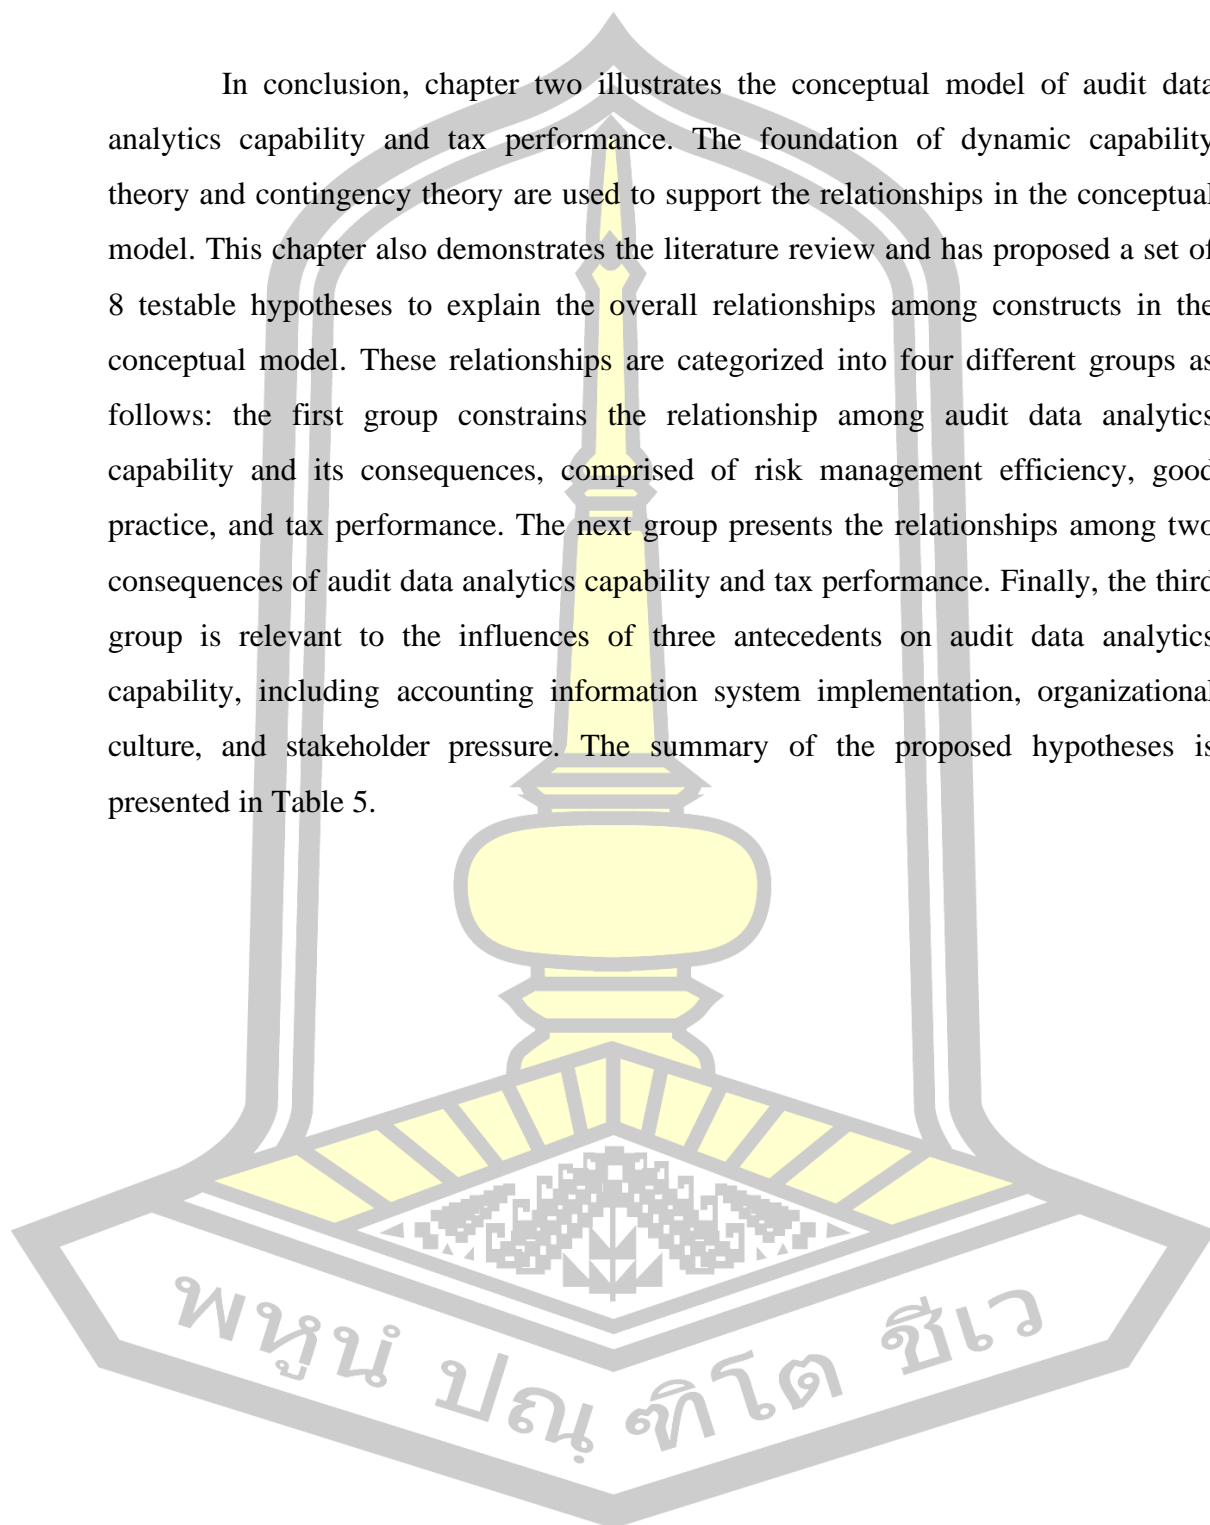 In conclusion, chapter two illustrates the conceptual model of audit data
analytics capability and tax performance. The foundation of dynamic capability
theory and contingency theory are used to support the relationships in the conceptual
model. This chapter also demonstrates the literature review and has proposed a set of
8 testable hypotheses to explain the overall relationships among constructs in the
conceptual model. These relationships are categorized into four different groups as
follows: the first group constrains the relationship among audit data analytics
capability and its consequences, comprised of risk management efficiency, good
practice, and tax performance. The next group presents the relationships among two
consequences of audit data analytics capability and tax performance. Finally, the third
group is relevant to the influences of three antecedents on audit data analytics
capability, including accounting information system implementation, organizational
culture, and stakeholder pressure. The summary of the proposed hypotheses is
presented in Table 5.
พหูนํ ปณฺ ฑิโต ชีเว